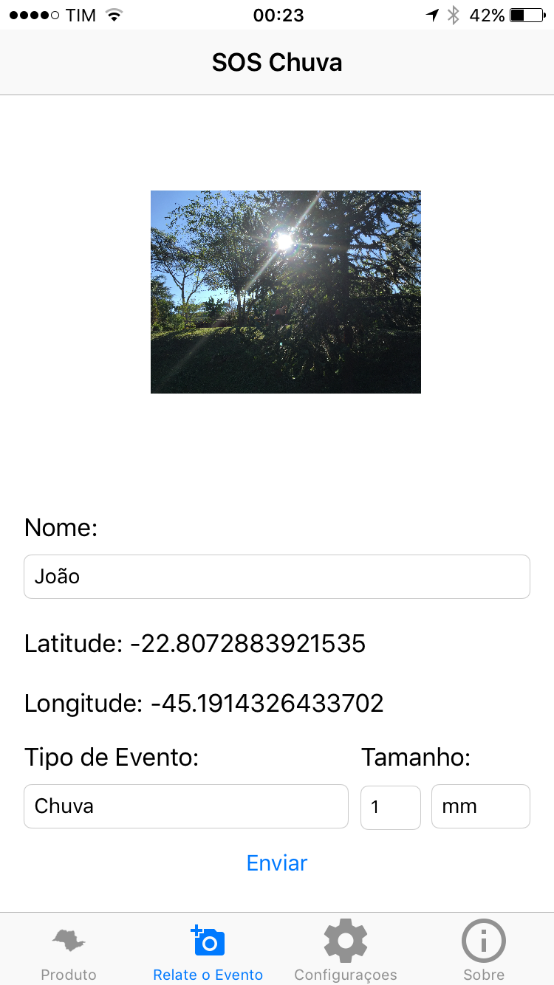 TIM 00:23 42%
SOS Chuva
Nome:
João
Latitude: -22.8072883921535
Longitude: -45.1914326433702
Tipo de Evento: Tamanho:
Chuva 1 mm
Enviar
Produto Relate o Evento Configuraçoes Sobre